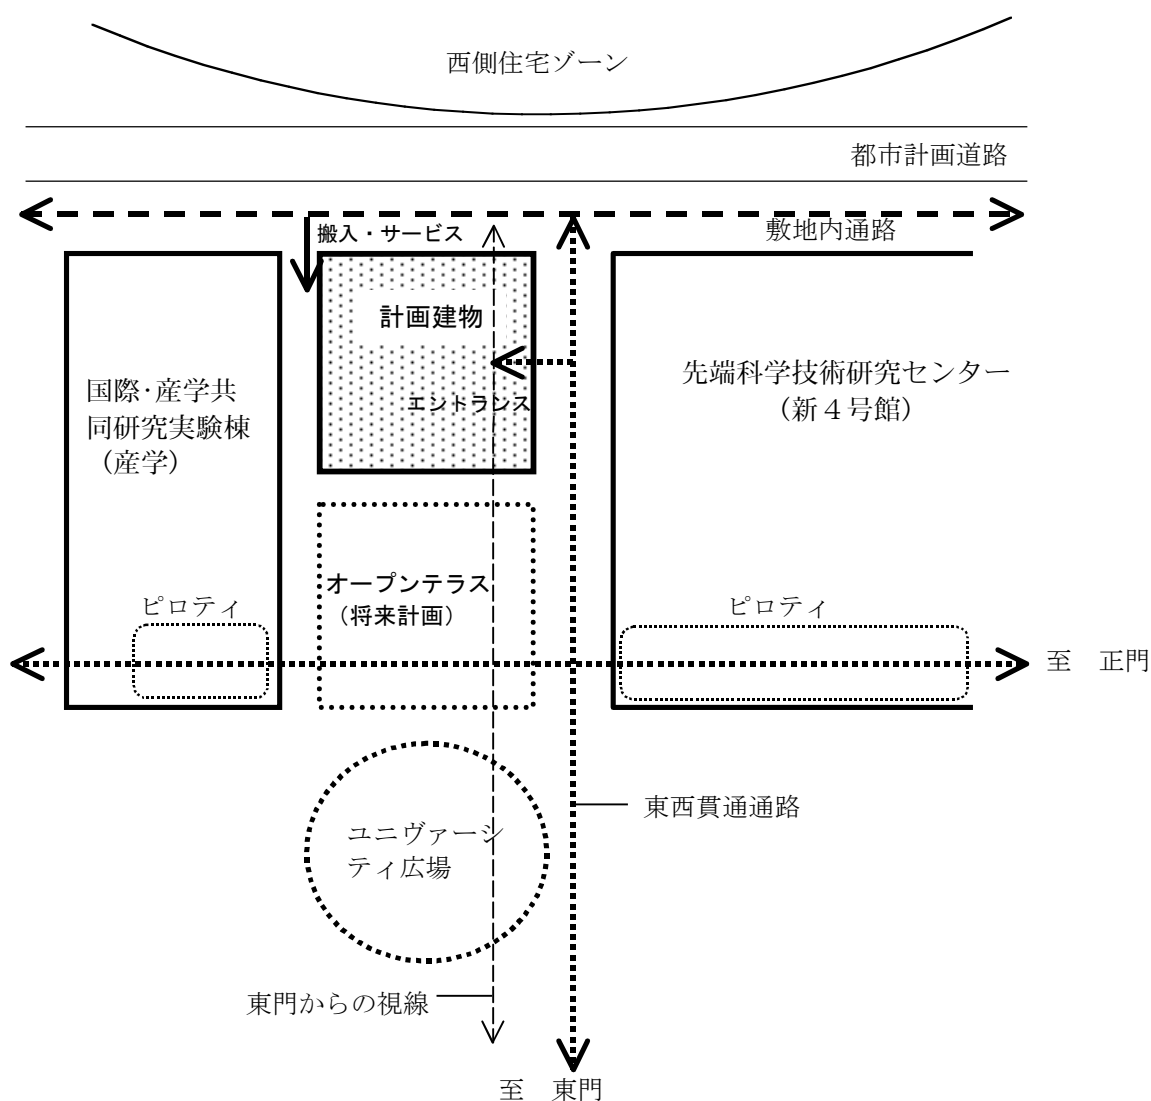 西側住宅ゾーン
都市計画道路
搬入・サービス
敷地内通路
計画建物
エントランス
国際･産学共
同研究実験棟
（産学）
先端科学技術研究センター
（新４号館）
オープンテラス
（将来計画）
ピロティ
ピロティ
至　正門
東西貫通通路
ユニヴァーシ
ティ広場
東門からの視線
至　東門